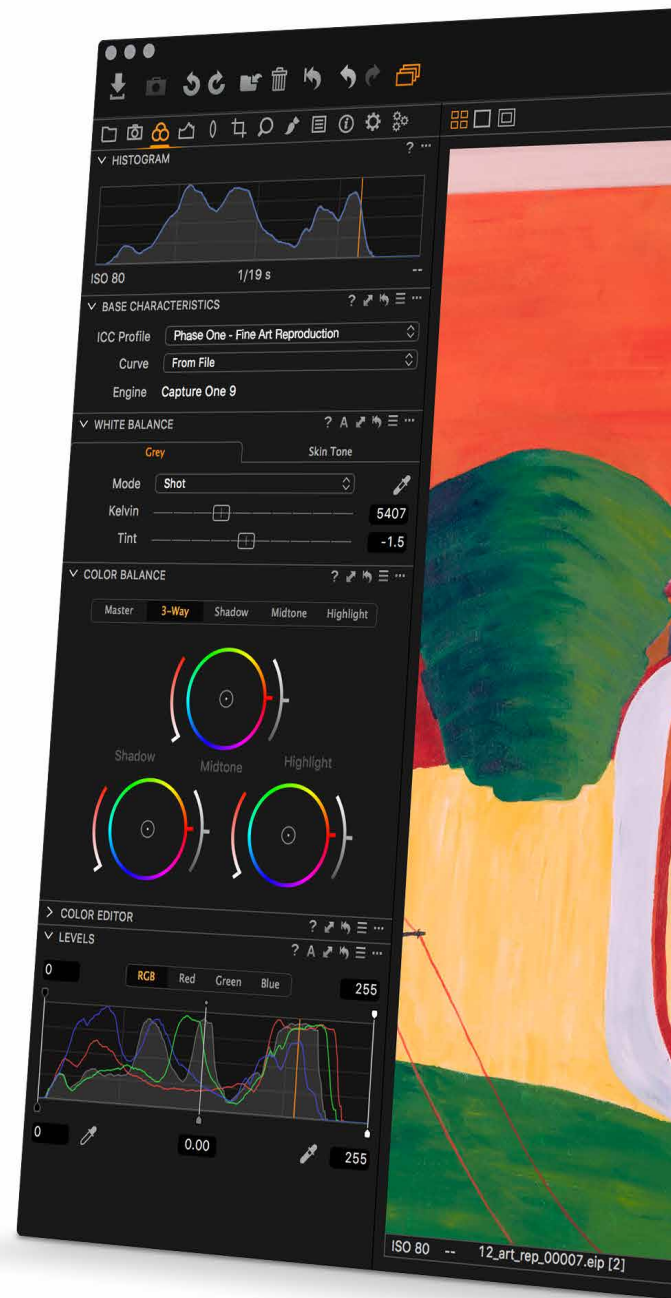 HISTOGRAM ? ...
ISO 80 1/19 s --
BASE CHARACTERISTICS ? ...
ICC Profile Phase One - Fine Art Reproduction
Curve From File
Engine Capture One 9
WHITE BALANCE ? A ...
Grey Skin Tone
Mode Shot
Kelvin 5407
Tint -1.5
COLOR BALANCE ? ...
Master 3-Way Shadow Midtone Highlight
Shadow Midtone Highlight
COLOR EDITOR ? ...
LEVELS ? A ...
0 RGB Red Green Blue 255
0 0.00 255
ISO 80 -- 12_art_rep_00007.eip [2]